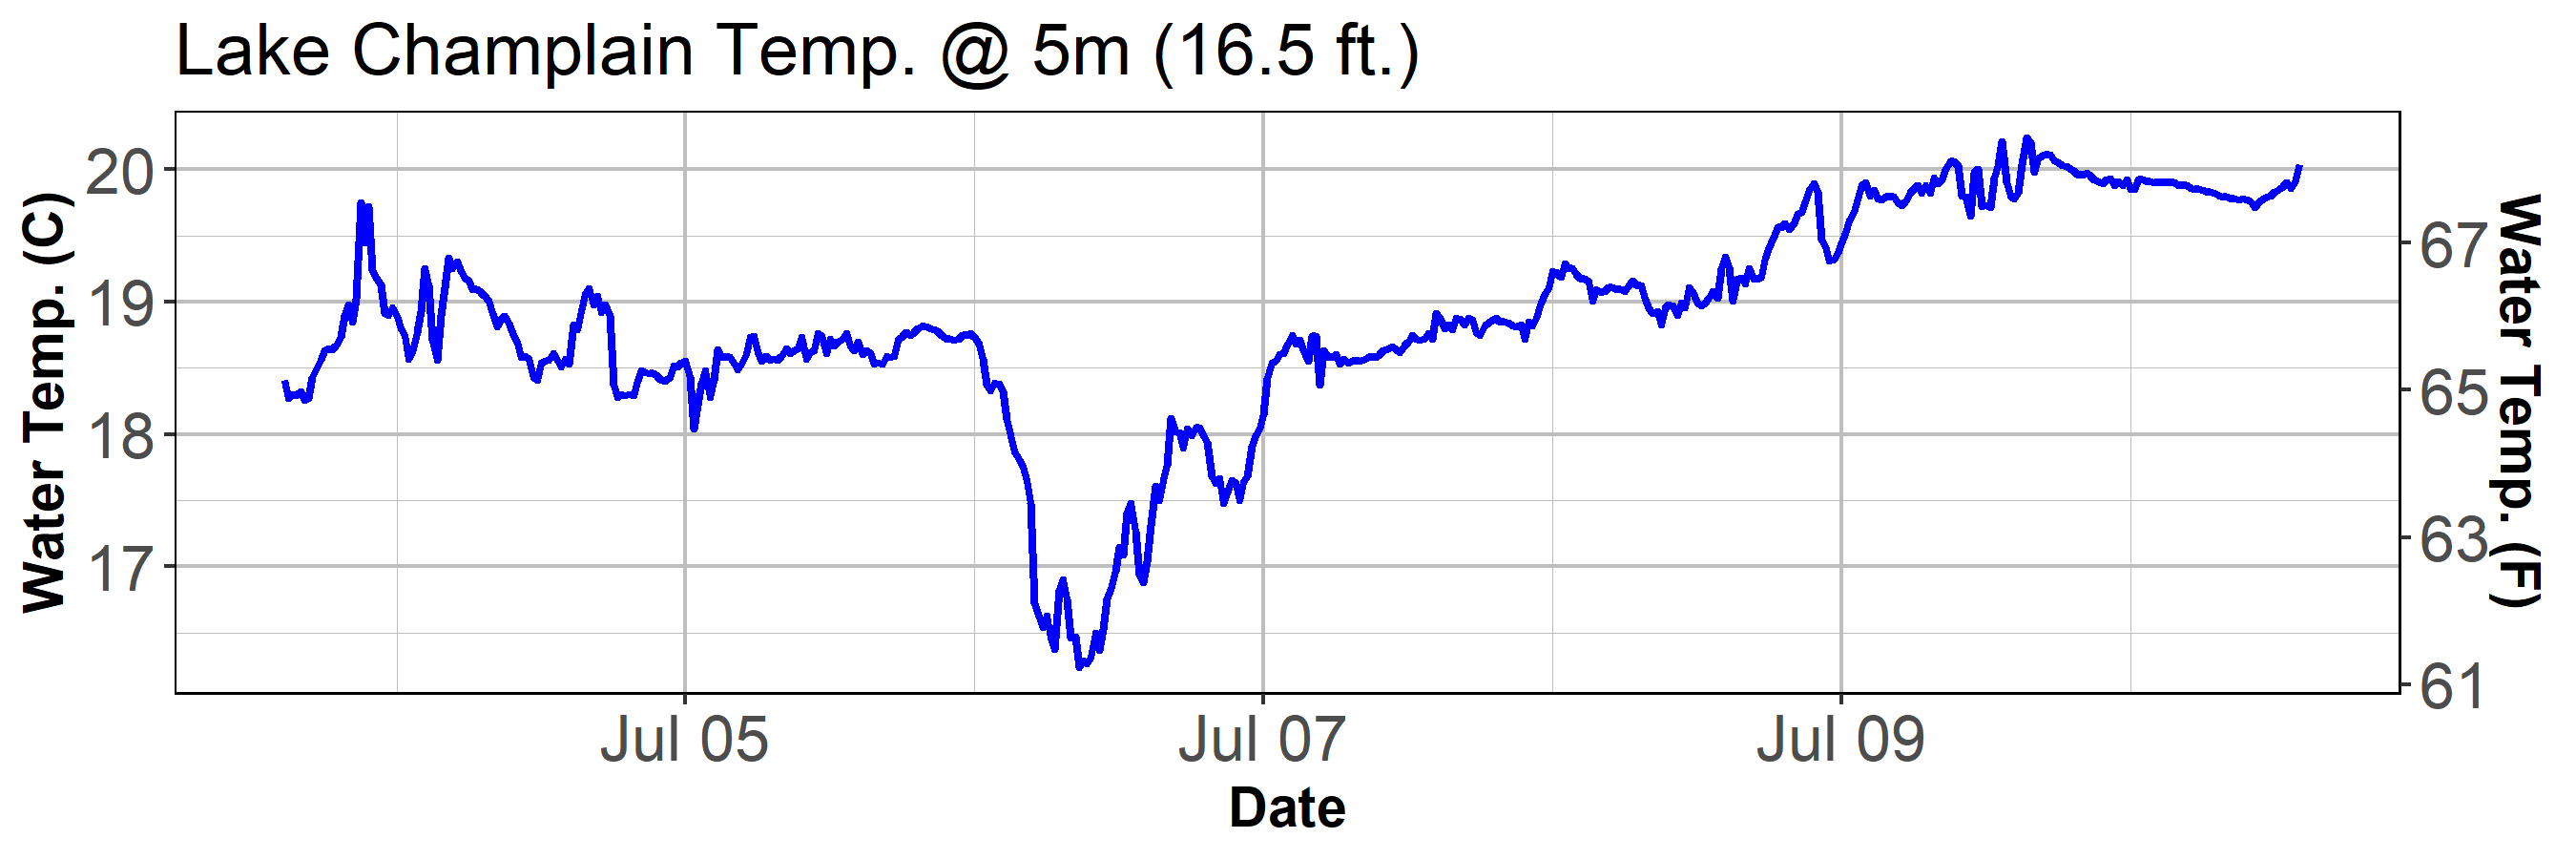 Lake Champlain Temp. @ 5m (16.5 ft.)
Water Temp. (C)
20
19
18
17
67
65
63
61
Water Temp. (F)
Jul 05
Jul 07
Jul 09
Date